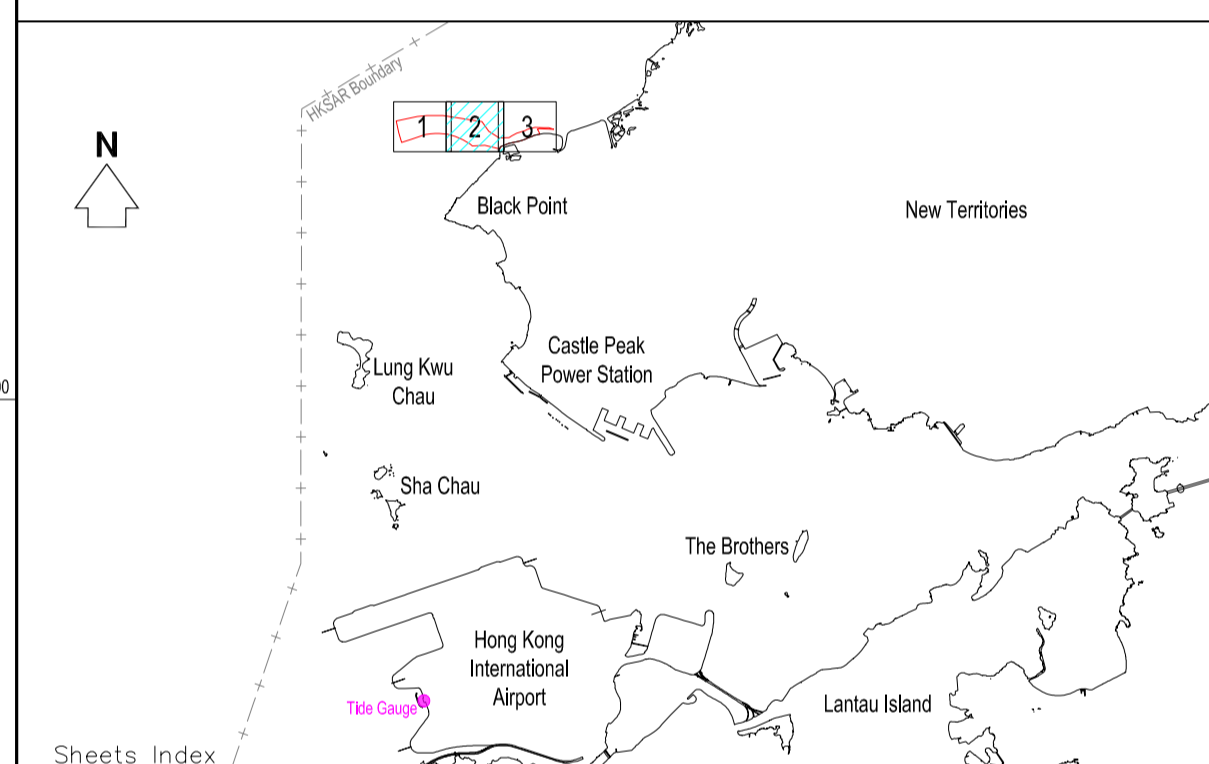 HKSAR Boundary
N
1 2 3
Black Point
New Territories
Castle Peak
Power Station
Lung Kwu
Chau
Sha Chau
The Brothers
Hong Kong
International
Airport
Tide Gauge
Lantau Island
Sheets Index